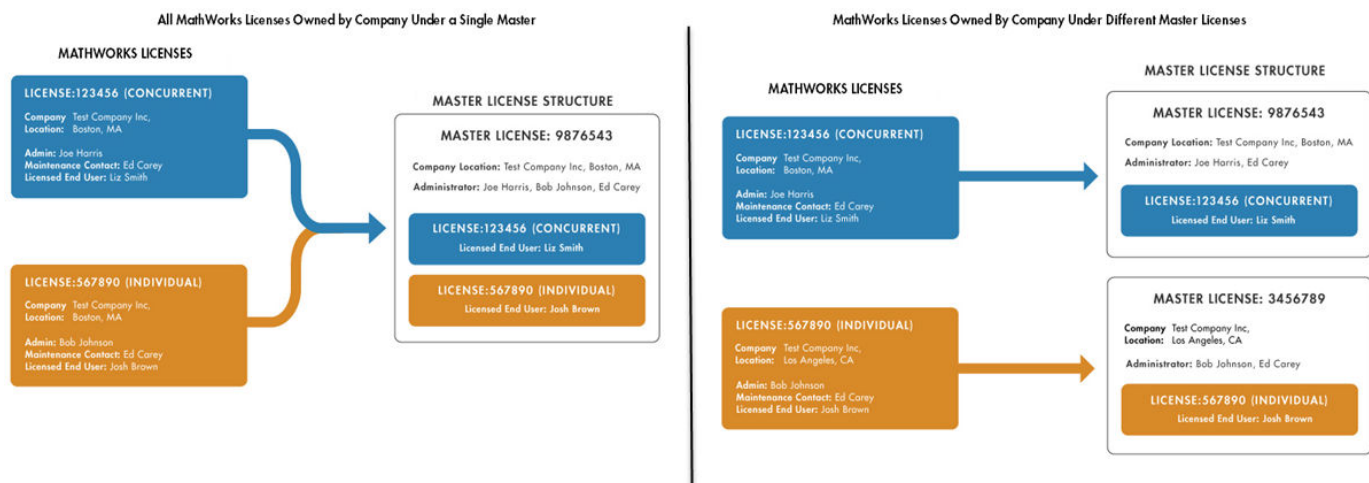 All MathWorks Licenses Owned by Company Under a Single Master
MATHWORKS LICENSES
LICENSE:123456 (CONCURRENT)
Company Test Company Inc,
Location: Boston, MA
Admin: Joe Harris
Maintenance Contact: Ed Carey
Licensed End User: Liz Smith
LICENSE:567890 (INDIVIDUAL)
Company Test Company Inc,
Location: Boston, MA
Admin: Bob Johnson
Maintenance Contact: Ed Carey
Licensed End User: Josh Brown
MASTER LICENSE STRUCTURE
MASTER LICENSE: 9876543
Company Location: Test Company Inc, Boston, MA
Administrator: Joe Harris, Bob Johnson, Ed Carey
LICENSE:123456 (CONCURRENT)
Licensed End User: Liz Smith
LICENSE:567890 (INDIVIDUAL)
Licensed End User: Josh Brown
MathWorks Licenses Owned By Company Under Different Master Licenses
MATHWORKS LICENSES
LICENSE:123456 (CONCURRENT)
Company Test Company Inc,
Location: Boston, MA
Admin: Joe Harris
Maintenance Contact: Ed Carey
Licensed End User: Liz Smith
LICENSE:567890 (INDIVIDUAL)
Company Test Company Inc,
Location: Los Angeles, CA
Admin: Bob Johnson
Maintenance Contact: Ed Carey
Licensed End User: Josh Brown
MASTER LICENSE STRUCTURE
MASTER LICENSE: 9876543
Company Location: Test Company Inc, Boston, MA
Administrator: Joe Harris, Ed Carey
LICENSE:123456 (CONCURRENT)
Licensed End User: Liz Smith
MASTER LICENSE: 3456789
Company Test Company Inc,
Location: Los Angeles, CA
Administrator: Bob Johnson, Ed Carey
LICENSE:567890 (INDIVIDUAL)
Licensed End User: Josh Brown